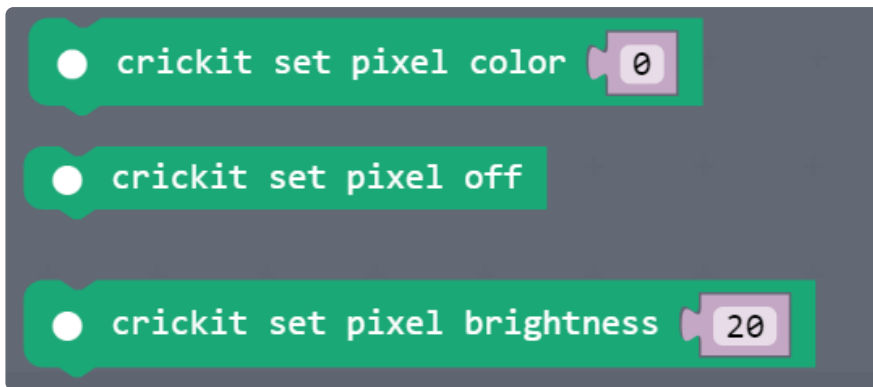 crickit set pixel color 0
crickit set pixel off
crickit set pixel brightness 20